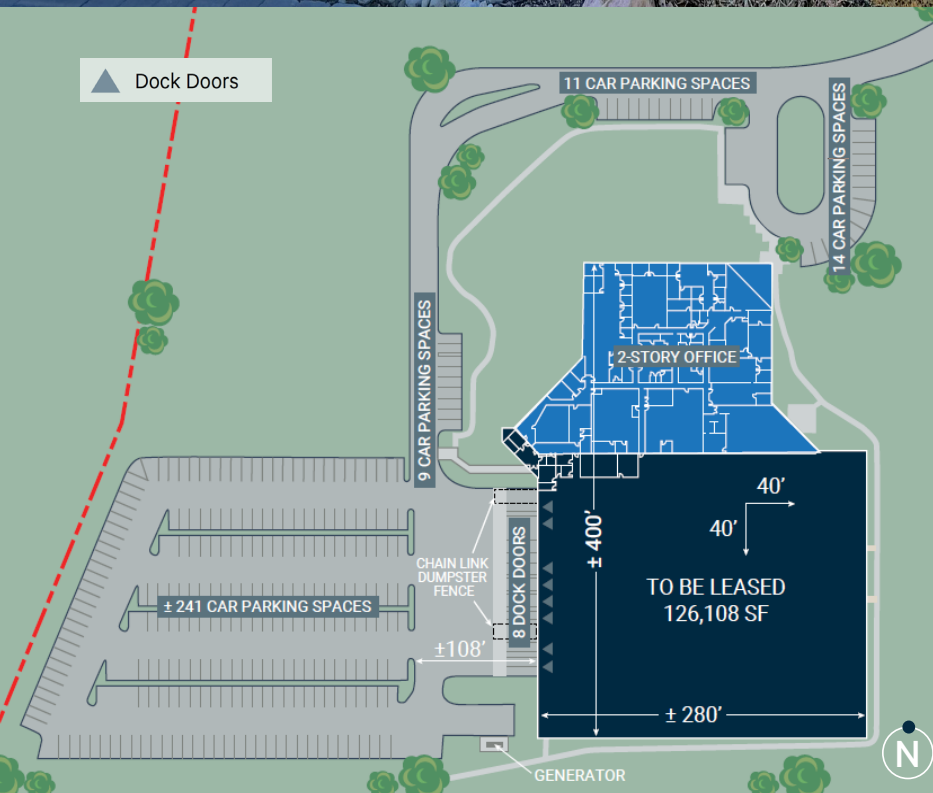 Dock Doors
11 CAR PARKING SPACES
14 CAR PARKING SPACES
2-STORY OFFICE
9 CAR PARKING SPACES
40'
40'
± 400'
CHAIN LINK
DUMPSTER
FENCE
8 DOCK DOORS
TO BE LEASED
126,108 SF
± 241 CAR PARKING SPACES
±108'
± 280'
N
GENERATOR